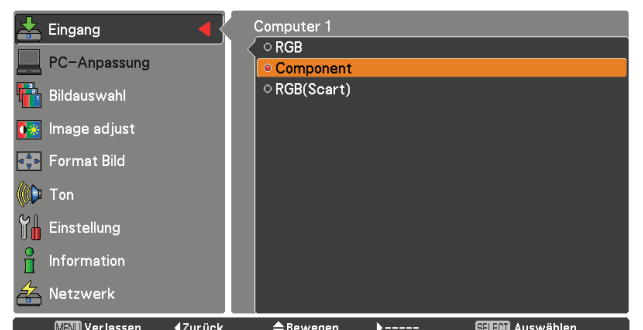 Eingang
PC-Anpassung
Bildauswahl
Image adjust
Format Bild
Ton
Einstellung
Information
Netzwerk
Computer 1
RGB
Component
RGB(Scart)
MENU Verlassen ◀Zurück ◆Bewegen ▶----- SELECT Auswählen